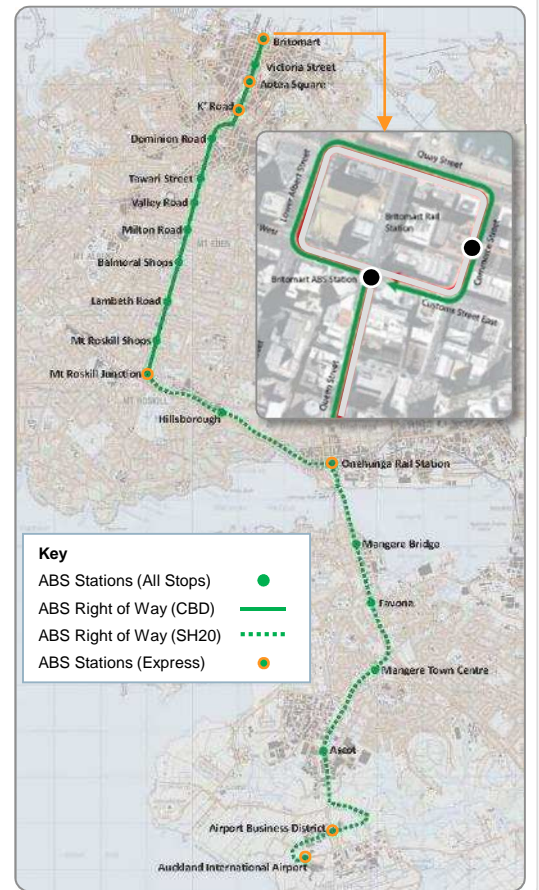 Britomart
Victoria Street
Aotea Square
K' Road
Dominion Road
Tawari Street
Valley Road
Milton Road
MT EDEN
MT ALBERT
Balmoral Shops
Lambeth Road
Mt Roskill Shops
Mt Roskill Junction
MT ROSKILL
Hillsborough
Quay Street
Lower Albert Street
Britomart Rail
Station
West
Commerce Street
Britomart ABS Station
Customs Street East
Queen Street
Onehunga Rail Station
Mangere Bridge
Favona
Mangere Town Centre
Ascot
Airport Business District
Auckland International Airport
Key
ABS Stations (All Stops)
ABS Right of Way (CBD)
ABS Right of Way (SH20)
ABS Stations (Express)